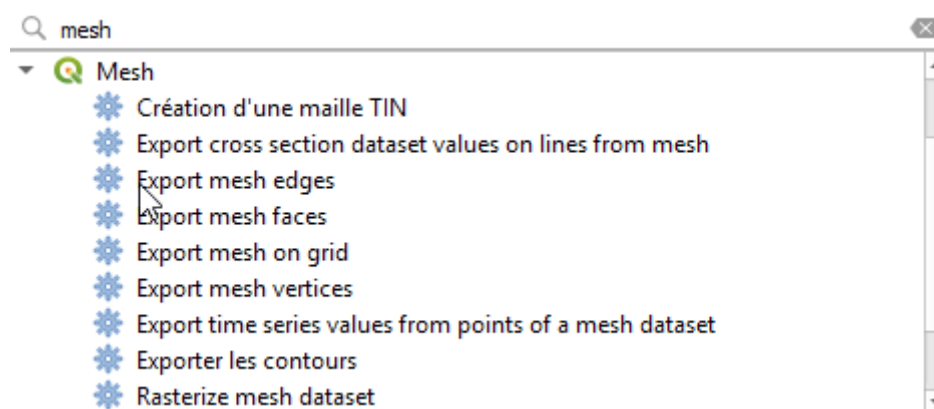 mesh
Mesh
Création d'une maille TIN
Export cross section dataset values on lines from mesh
Export mesh edges
Export mesh faces
Export mesh on grid
Export mesh vertices
Export time series values from points of a mesh dataset
Exporter les contours
Rasterize mesh dataset